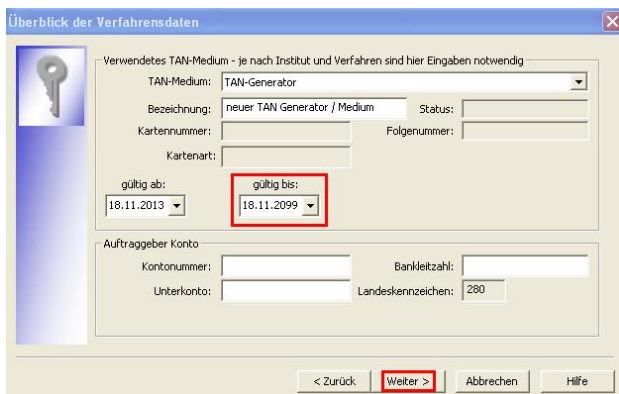 Überblick der Verfahrensdaten
Verwendetes TAN-Medium - je nach Institut und Verfahren sind hier Eingaben notwendig
TAN-Medium: TAN-Generator
Bezeichnung: neuer TAN Generator / Medium Status:
Kartennummer: Folgenummer:
Kartenart:
gültig ab: gültig bis:
18.11.2013 18.11.2099
Auftraggeber Konto
Kontonummer: Bankleitzahl:
Unterkonto: Landeskennzeichen: 280
< Zurück Weiter > Abbrechen Hilfe